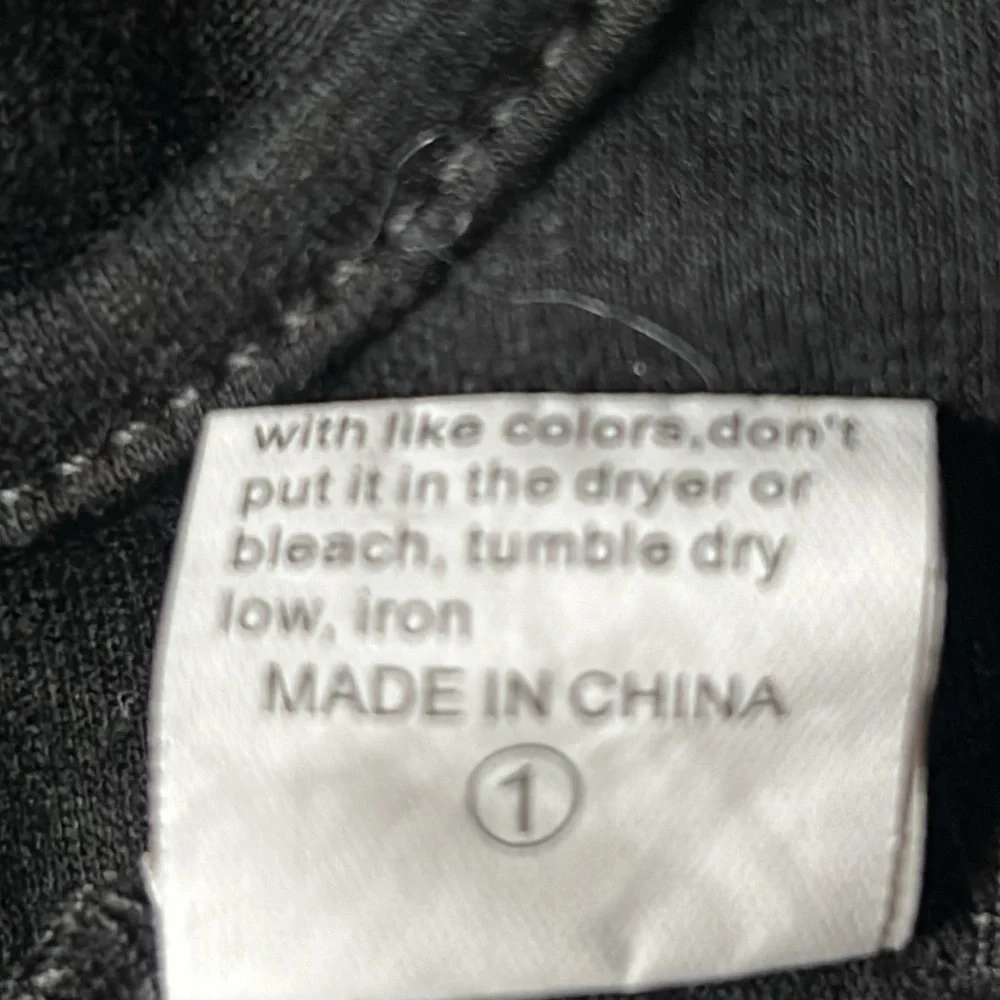 with like colors,don't
put it in the dryer or
bleach, tumble dry
low, iron
MADE IN CHINA
1